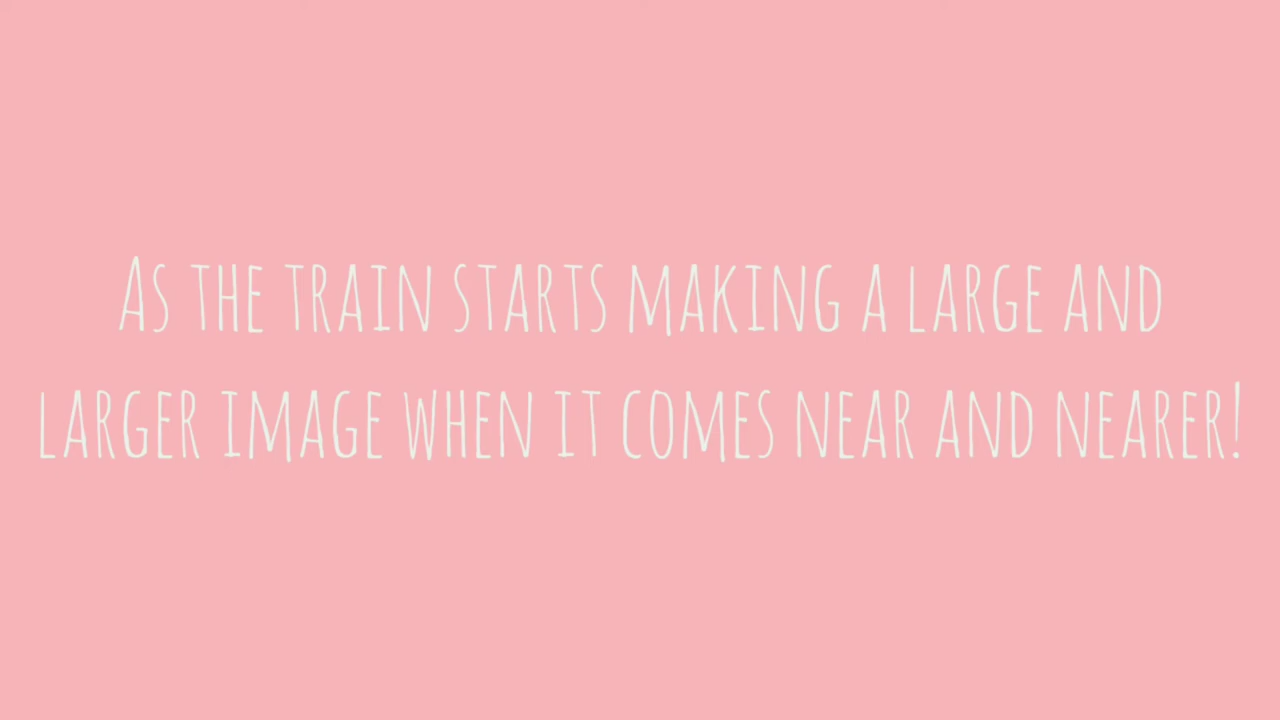 As the train starts making a large and
larger image when it comes near and nearer!